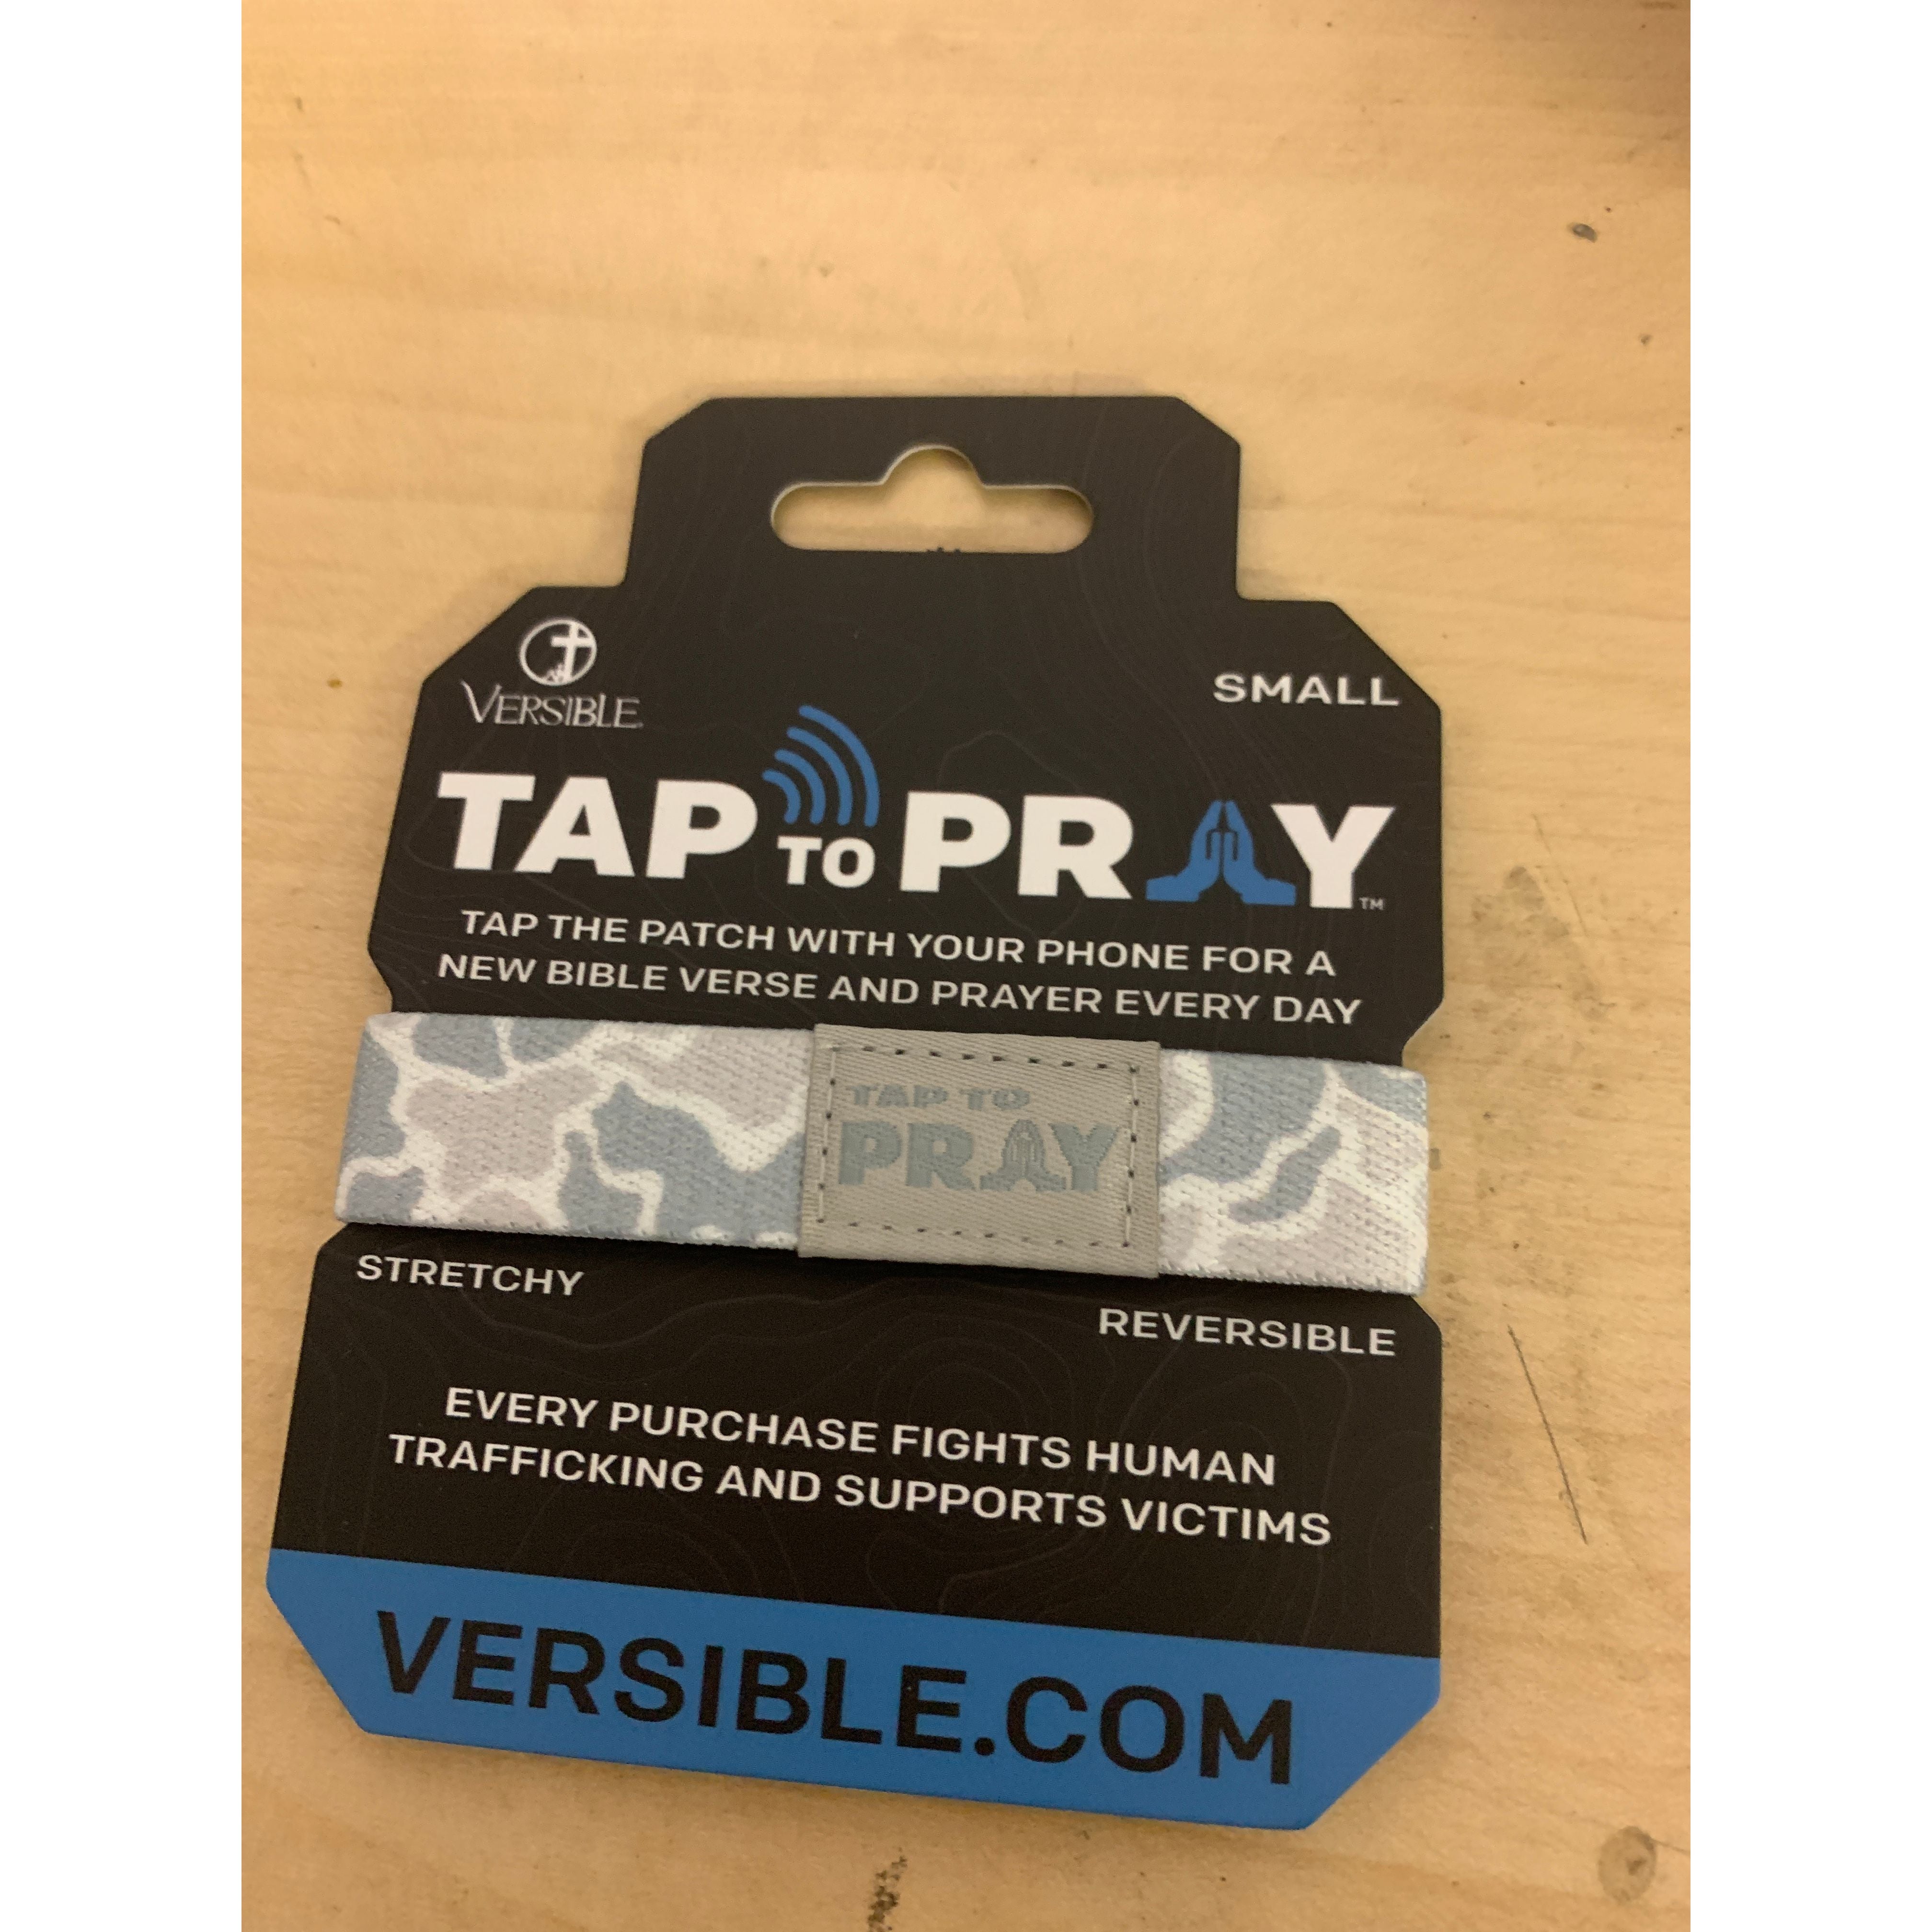 VERSIBLE
SMALL
TAP TO PRAY™
TAP THE PATCH WITH YOUR PHONE FOR A
NEW BIBLE VERSE AND PRAYER EVERY DAY
TAP TO
PRAY
STRETCHY
REVERSIBLE
EVERY PURCHASE FIGHTS HUMAN
TRAFFICKING AND SUPPORTS VICTIMS
VERSIBLE.COM